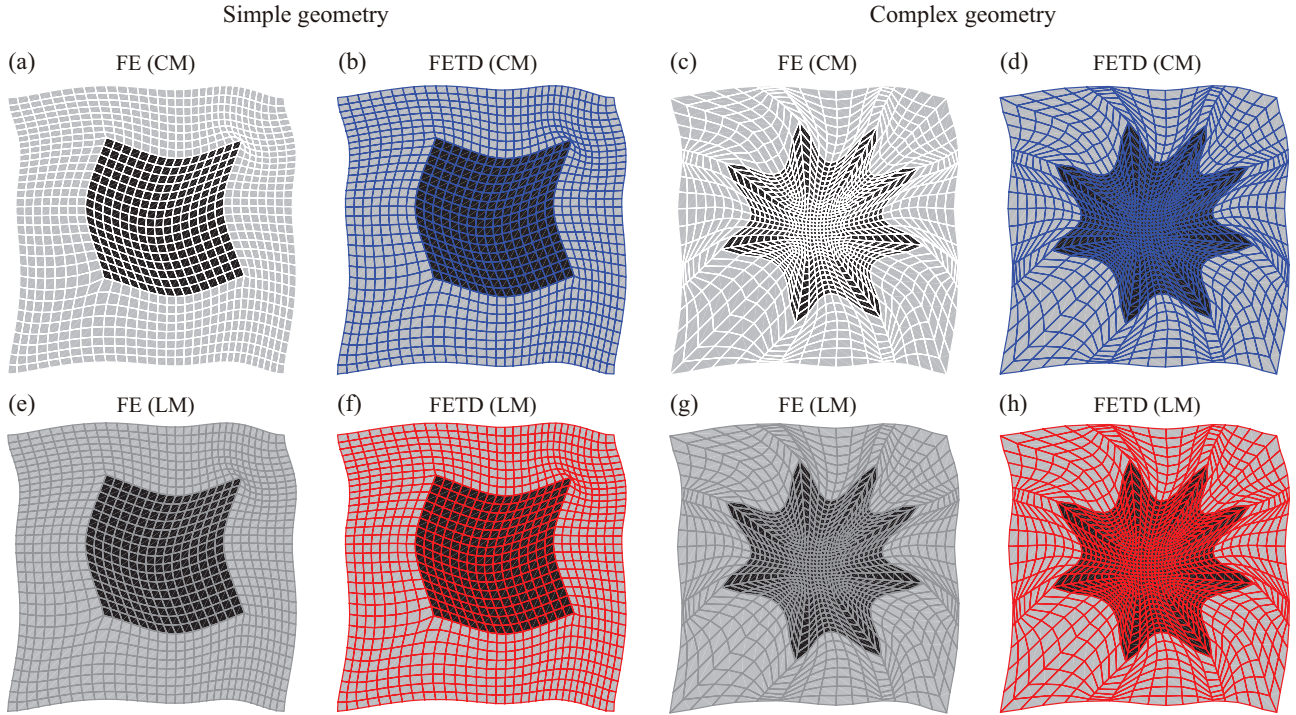 Simple geometry
Complex geometry
(a) FE (CM)
(b) FETD (CM)
(c) FE (CM)
(d) FETD (CM)
(e) FE (LM)
(f) FETD (LM)
(g) FE (LM)
(h) FETD (LM)